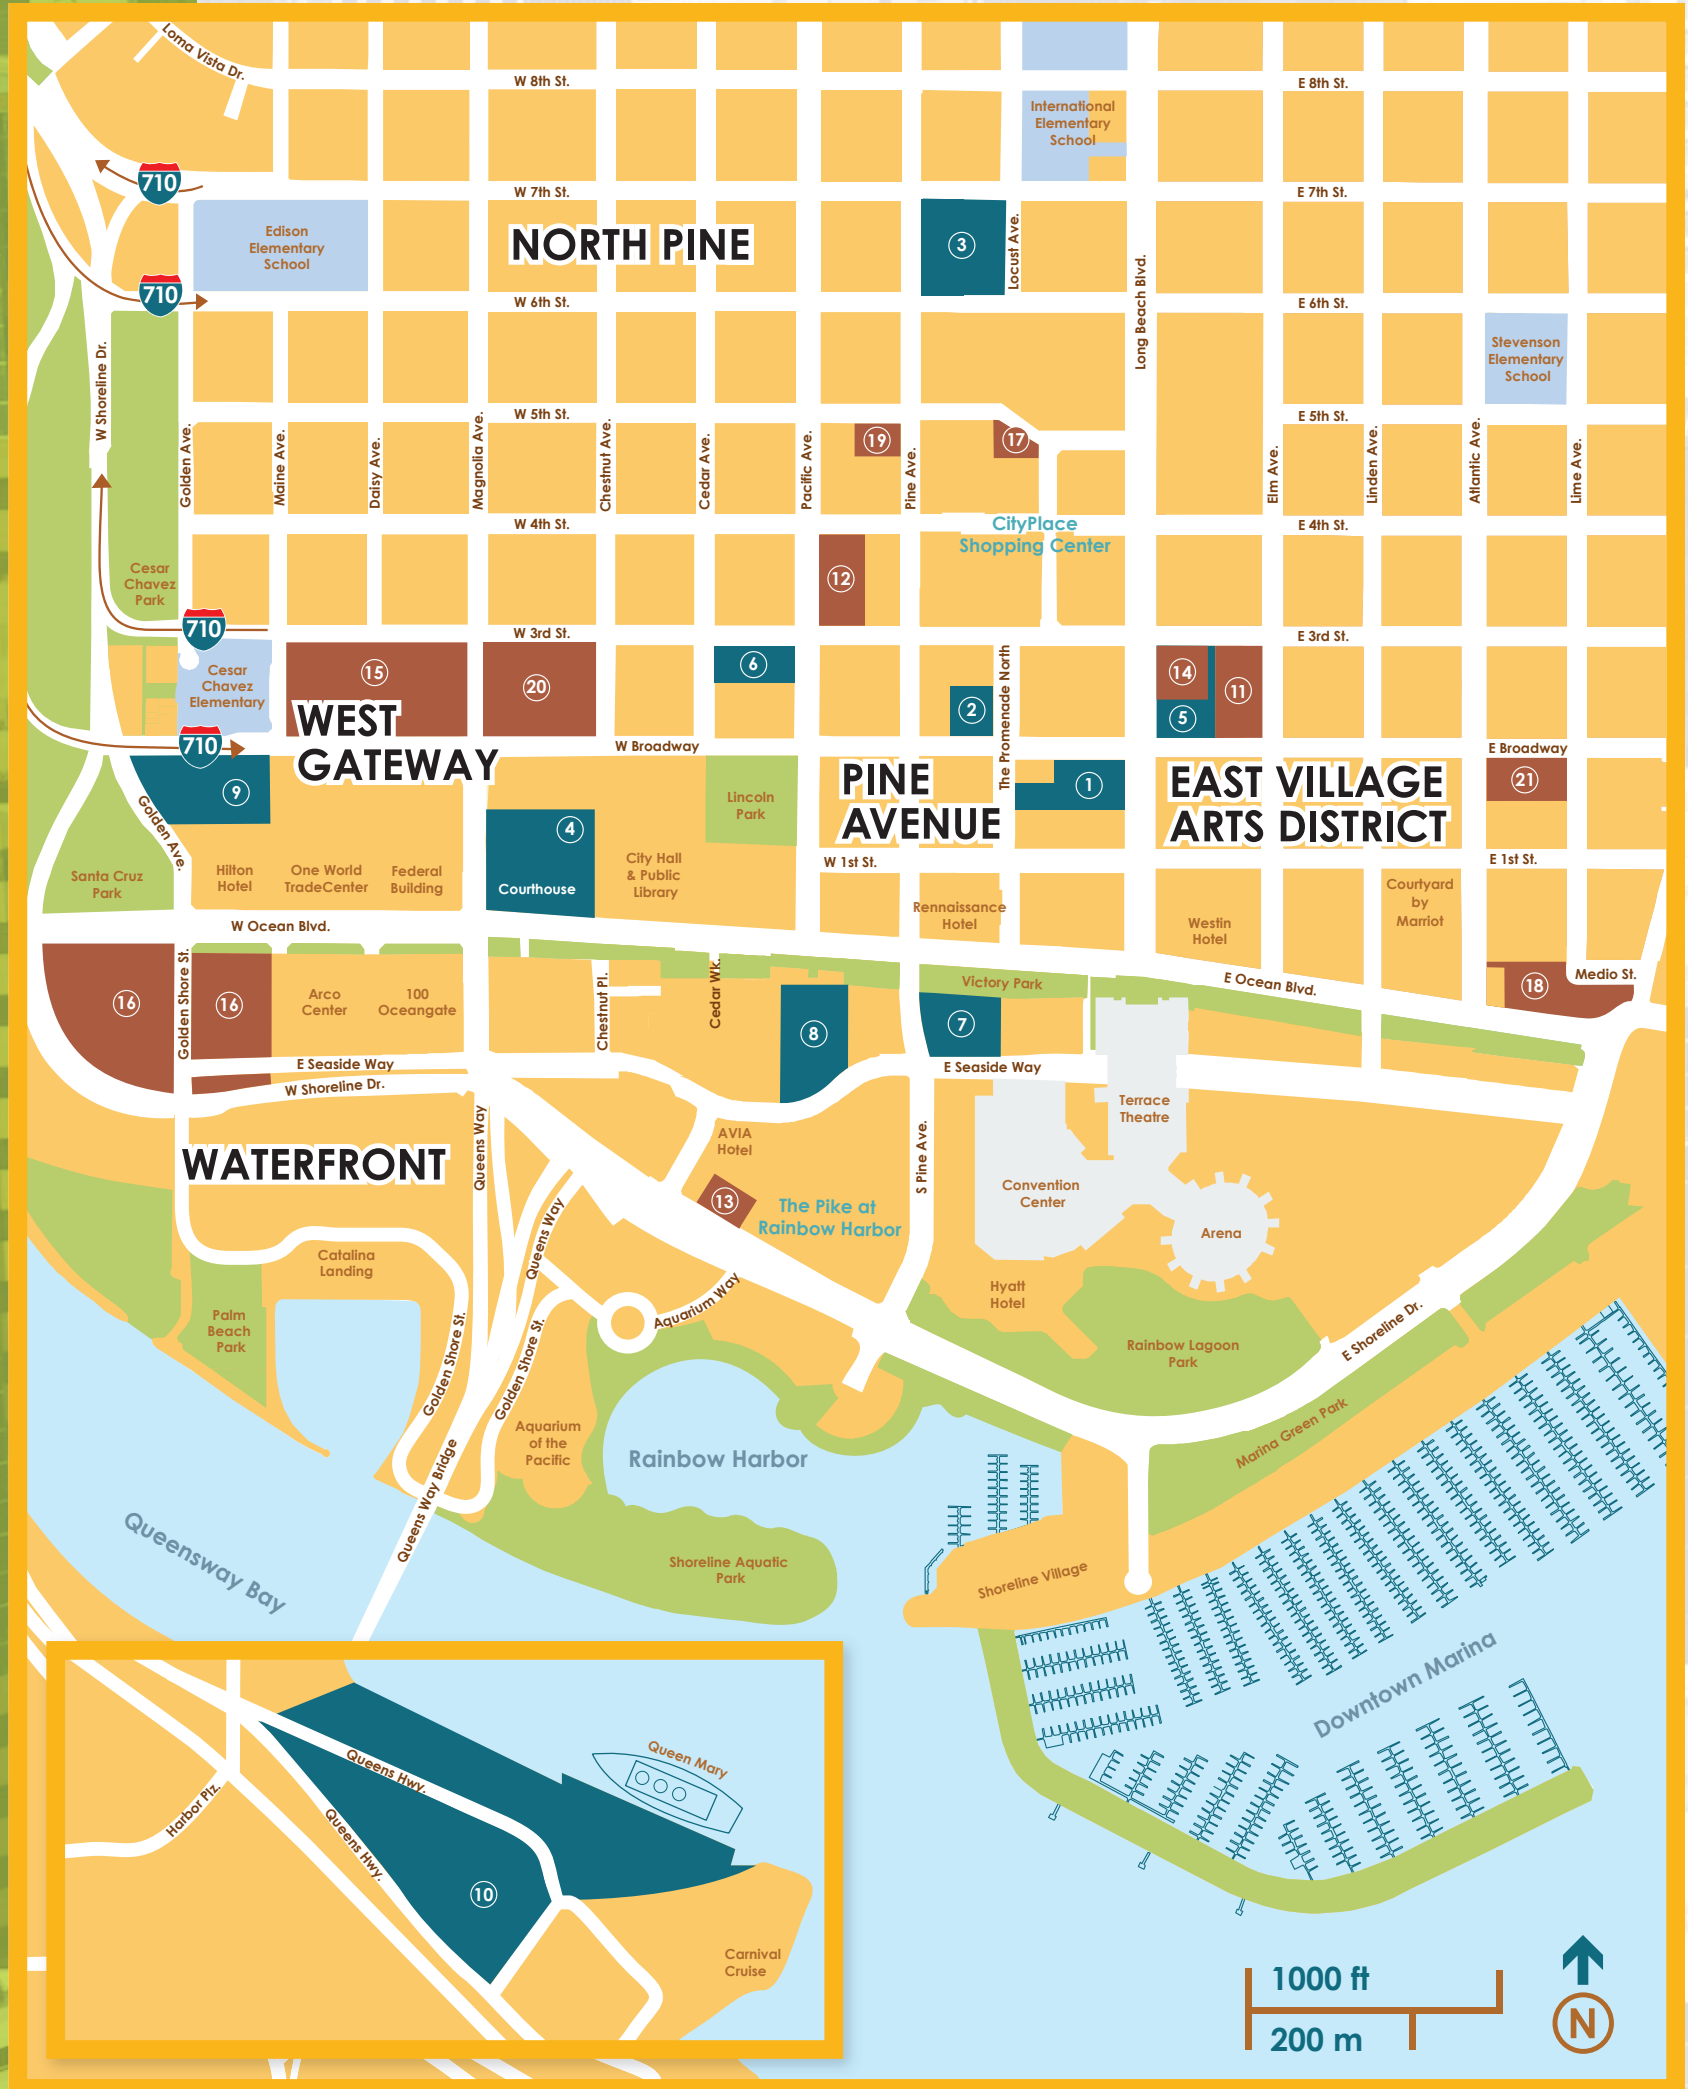 Loma Vista Dr.
W 8th St.
E 8th St.
International
Elementary
School
710
W 7th St.
E 7th St.
Edison
Elementary
School
NORTH PINE
3
Locust Ave.
Long Beach Blvd.
710
W 6th St.
E 6th St.
W Shoreline Dr.
Stevenson
Elementary
School
W 5th St.
E 5th St.
Golden Ave.
Maine Ave.
Daisy Ave.
Magnolia Ave.
Chestnut Ave.
Cedar Ave.
Pacific Ave.
19
Pine Ave.
17
Elm Ave.
Linden Ave.
Atlantic Ave.
Lime Ave.
W 4th St.
CityPlace
Shopping Center
E 4th St.
Cesar
Chavez
Park
12
710
W 3rd St.
E 3rd St.
Cesar
Chavez
Elementary
15
20
6
2
The Promenade North
14
11
5
WEST
GATEWAY
710
W Broadway
E Broadway
9
Golden Ave.
Lincoln
Park
PINE
AVENUE
1
EAST VILLAGE
ARTS DISTRICT
21
4
Courthouse
W 1st St.
E 1st St.
Santa Cruz
Park
Hilton
Hotel
One World
TradeCenter
Federal
Building
City Hall
& Public
Library
Rennaissance
Hotel
Westin
Hotel
Courtyard
by
Marriot
W Ocean Blvd.
E Ocean Blvd.
Medio St.
16
Golden Shore St.
16
Arco
Center
100
Oceangate
Chestnut Pl.
Cedar Wk.
8
Victory Park
7
18
E Seaside Way
E Seaside Way
W Shoreline Dr.
Terrace
Theatre
WATERFRONT
Queens Way
AVIA
Hotel
S Pine Ave.
Convention
Center
13
The Pike at
Rainbow Harbor
Arena
Queens Way
Catalina
Landing
Hyatt
Hotel
Palm
Beach
Park
Golden Shore St.
Golden Shore St.
Aquarium Way
Rainbow Lagoon
Park
E Shoreline Dr.
Aquarium
of the
Pacific
Rainbow Harbor
Marina Green Park
Queens Way Bridge
Queensway Bay
Shoreline Aquatic
Park
Shoreline Village
Downtown Marina
Queen Mary
Queens Hwy.
Harbor Plz.
Queens Hwy.
10
Carnival
Cruise
1000 ft
200 m
N